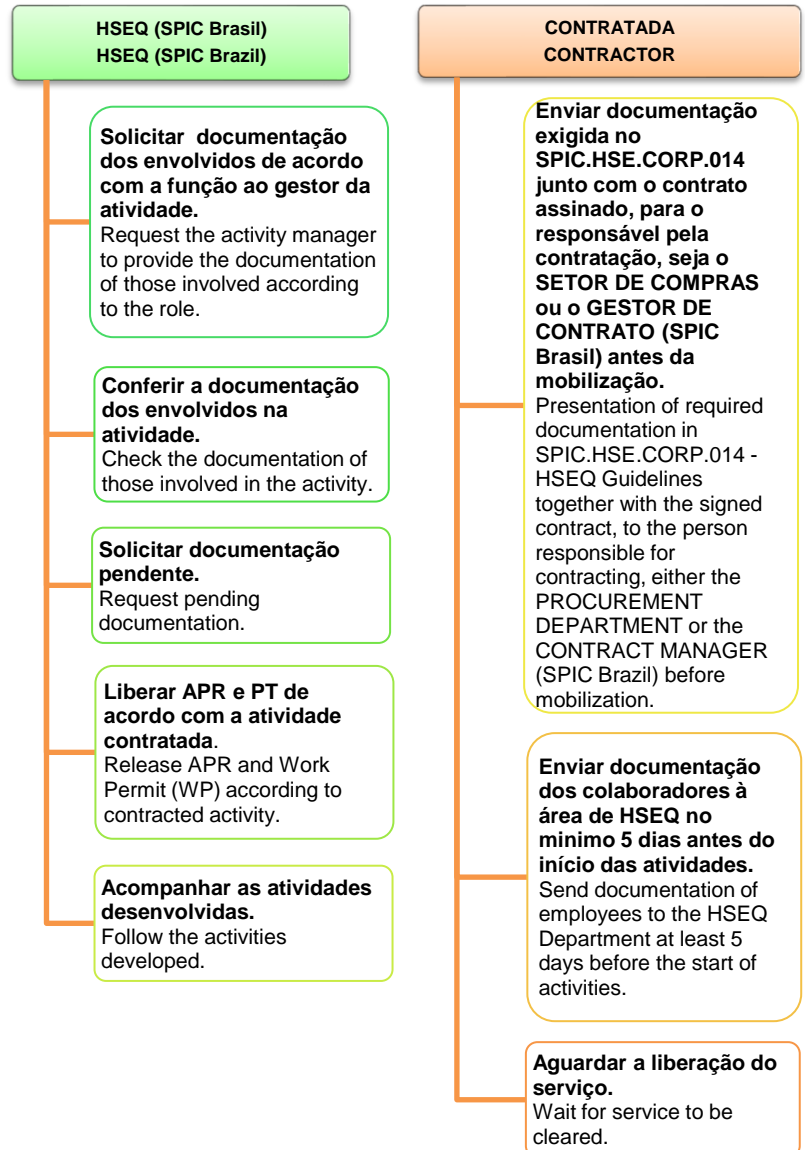 HSEQ (SPIC Brasil)
HSEQ (SPIC Brazil)
Solicitar documentação
dos envolvidos de acordo
com a função ao gestor da
atividade.
Request the activity manager
to provide the documentation
of those involved according
to the role.
Conferir a documentação
dos envolvidos na
atividade.
Check the documentation of
those involved in the activity.
Solicitar documentação
pendente.
Request pending
documentation.
Liberar APR e PT de
acordo com a atividade
contratada.
Release APR and Work
Permit (WP) according to
contracted activity.
Acompanhar as atividades
desenvolvidas.
Follow the activities
developed.
CONTRATADA
CONTRACTOR
Enviar documentação
exigida no
SPIC.HSE.CORP.014
junto com o contrato
assinado, para o
responsável pela
contratação, seja o
SETOR DE COMPRAS
ou o GESTOR DE
CONTRATO (SPIC
Brasil) antes da
mobilização.
Presentation of required
documentation in
SPIC.HSE.CORP.014 -
HSEQ Guidelines
together with the signed
contract, to the person
responsible for
contracting, either the
PROCUREMENT
DEPARTMENT or the
CONTRACT MANAGER
(SPIC Brazil) before
mobilization.
Enviar documentação
dos colaboradores à
área de HSEQ no
minimo 5 dias antes do
início das atividades.
Send documentation of
employees to the HSEQ
Department at least 5
days before the start of
activities.
Aguardar a liberação do
serviço.
Wait for service to be
cleared.